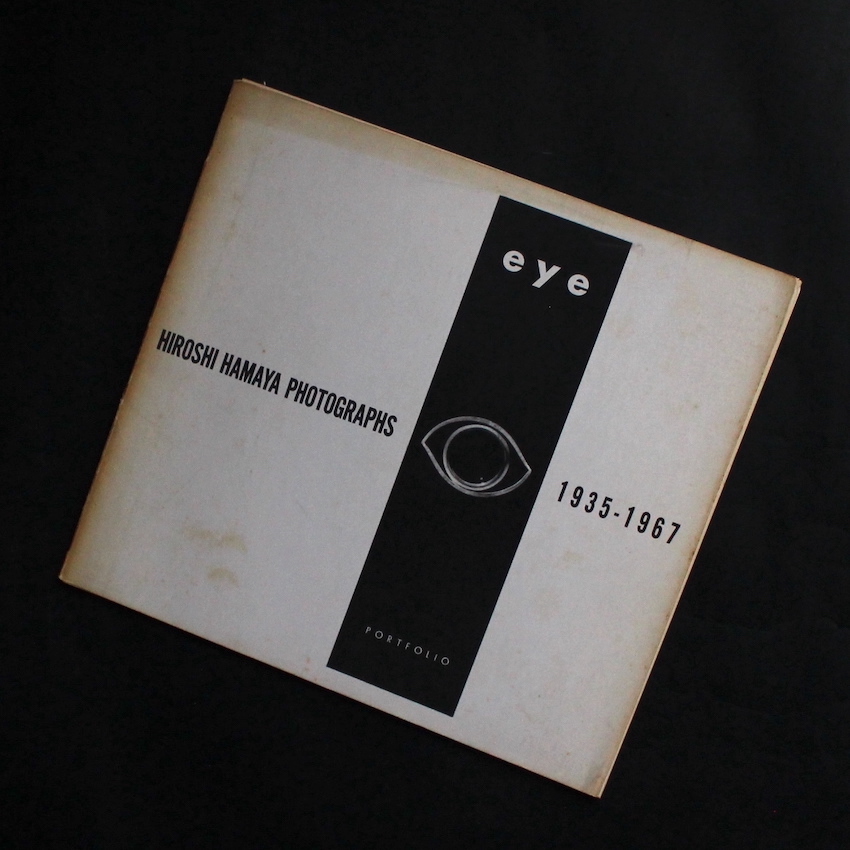 eye
HIROSHI HAMAYA PHOTOGRAPHS
1935-1967
PORTFOLIO